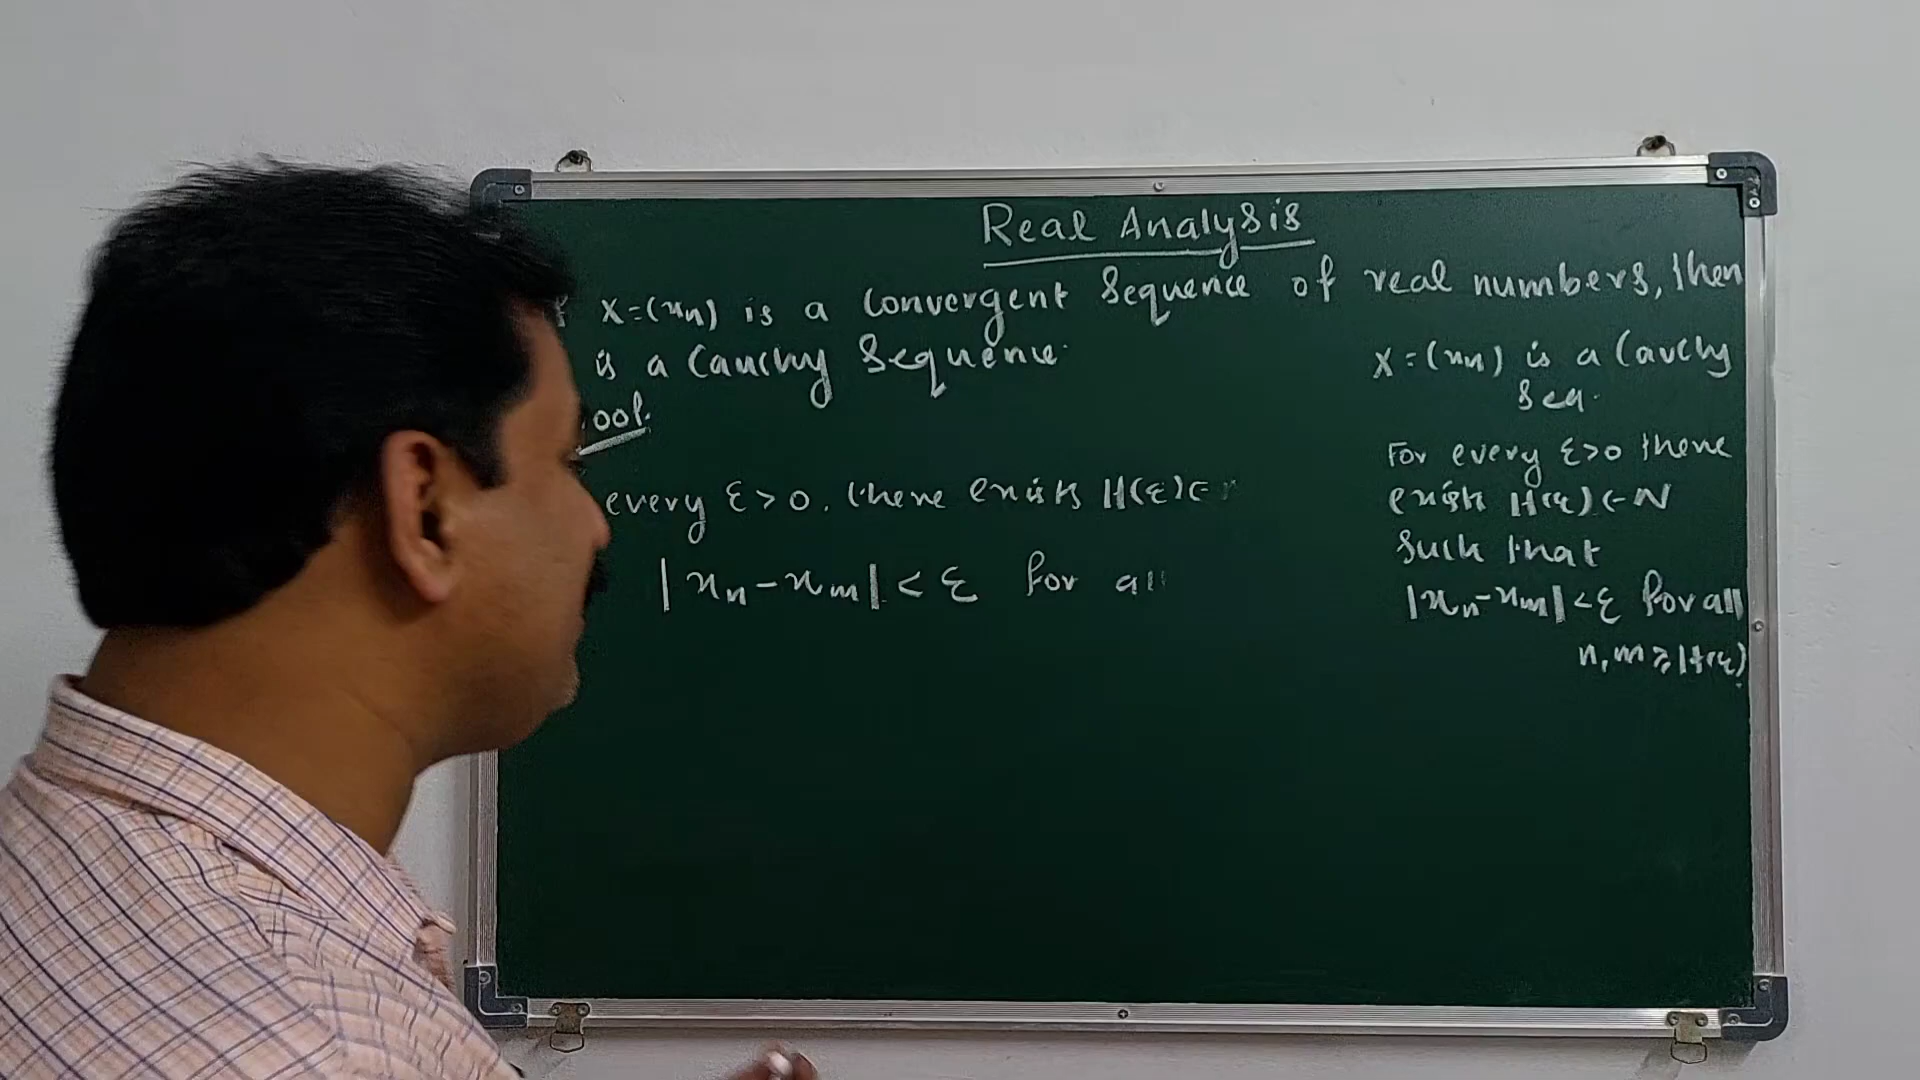 Real Analysis
X=(xn) is a Convergent Sequence of real numbers, then
is a Cauchy Sequence.
every ε>0. there exists H(ε)∈
|xn-xm|<ε for all
X=(xn) is a Cauchy
Seq.
For every ε>0 there
exists H(ε)∈N
Such that
|xn-xm|<ε for all
n,m≥H(ε)